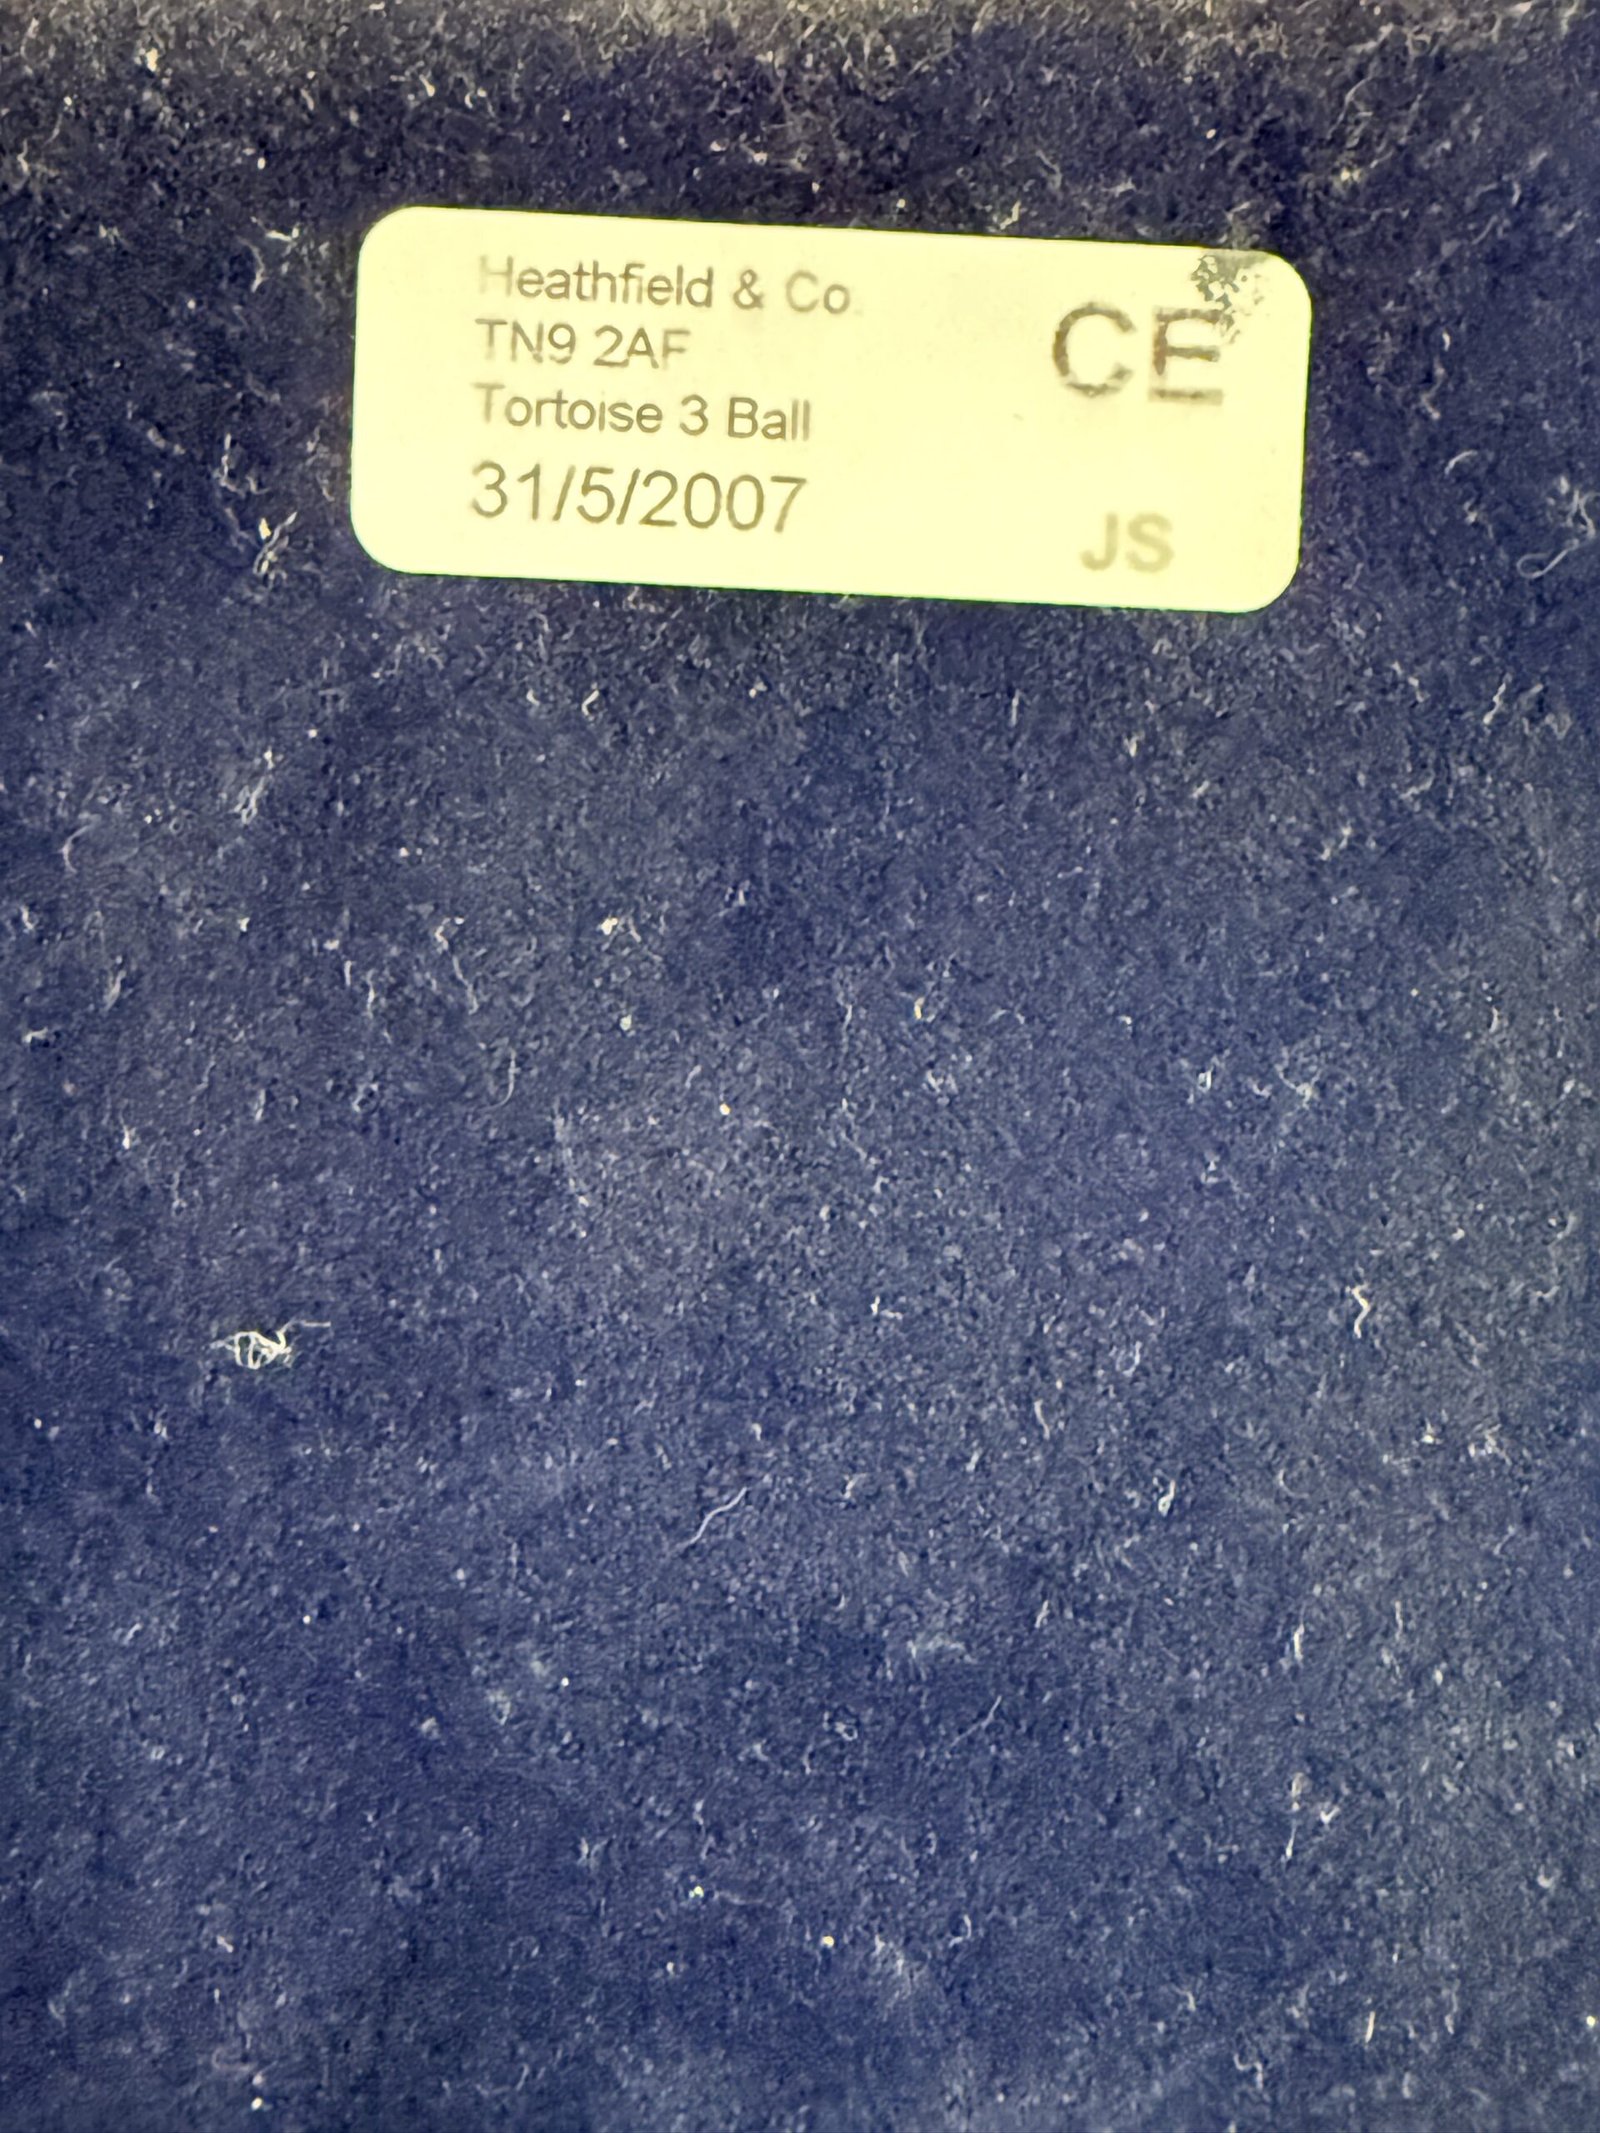 Heathfield & Co.
TN9 2AF
Tortoise 3 Ball
31/5/2007
CE
JS